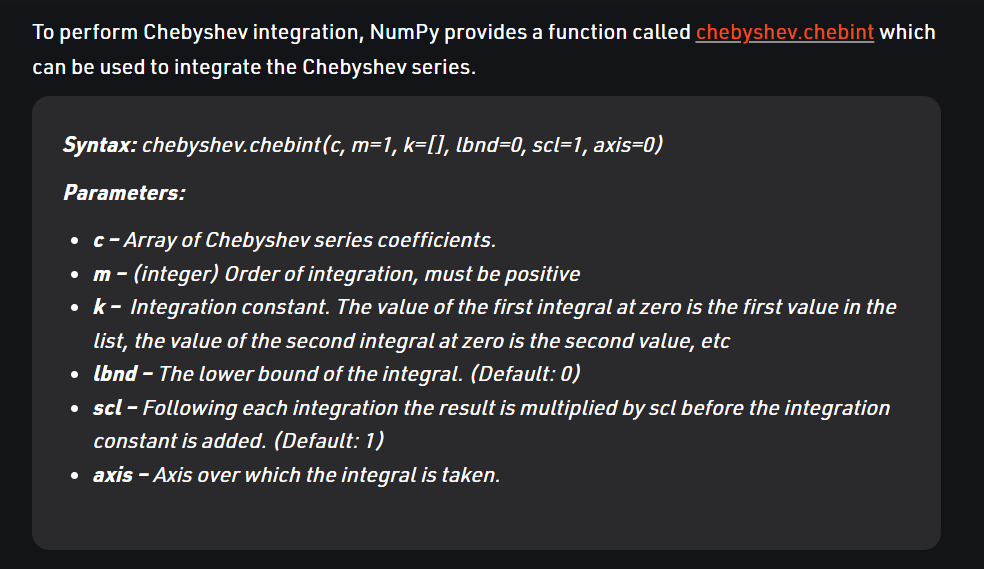 To perform Chebyshev integration, NumPy provides a function called chebyshev.chebint which
can be used to integrate the Chebyshev series.
Syntax: chebyshev.chebint(c, m=1, k=[], lbnd=0, scl=1, axis=0)
Parameters:
• c – Array of Chebyshev series coefficients.
• m – (integer) Order of integration, must be positive
• k – Integration constant. The value of the first integral at zero is the first value in the
list, the value of the second integral at zero is the second value, etc
• lbnd – The lower bound of the integral. (Default: 0)
• scl – Following each integration the result is multiplied by scl before the integration
constant is added. (Default: 1)
• axis – Axis over which the integral is taken.